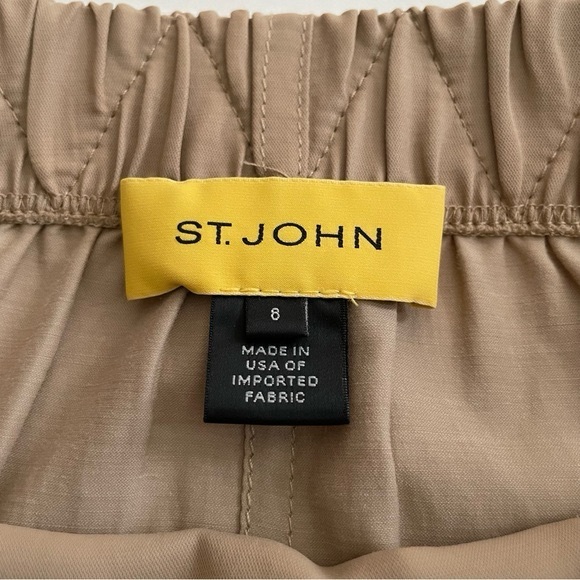 ST. JOHN
8
MADE IN
USA OF
IMPORTED
FABRIC